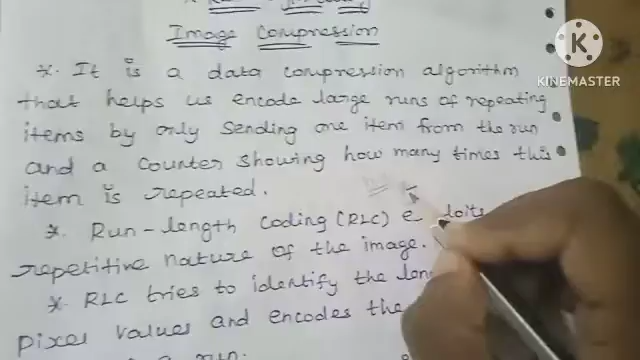 Image Compression
*. It is a data compression algorithm
that helps us encode large runs of repeating
items by only sending one item from the run
and a counter showing how many times this
item is repeated.
*. Run-length coding (RLC)
repetitive nature of the image.
* RLC tries to identify the
Pixel values and encodes the
run.
KINEMASTER